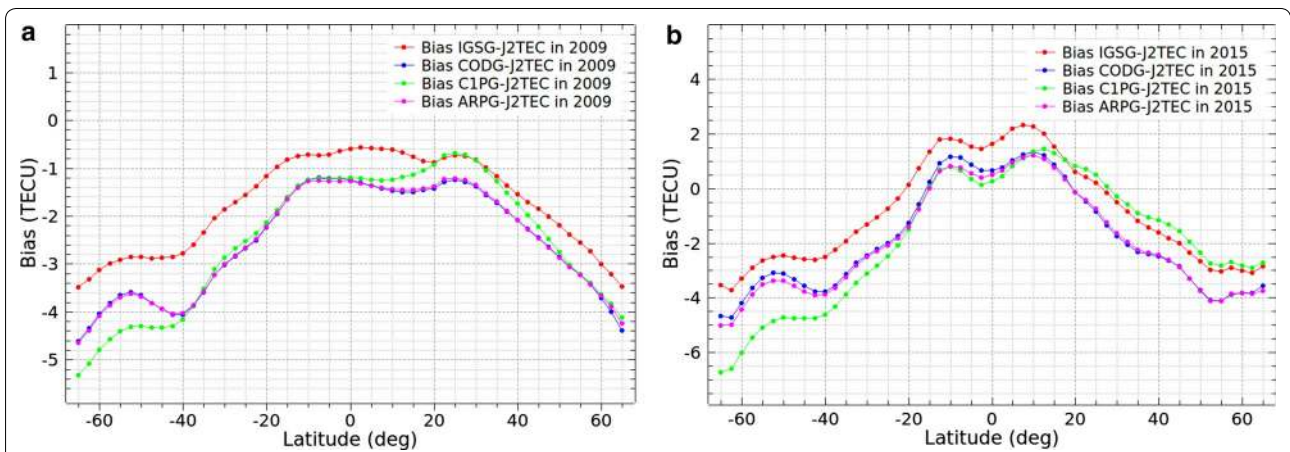 a
Bias IGSG-J2TEC in 2009
Bias CODG-J2TEC in 2009
Bias C1PG-J2TEC in 2009
Bias ARPG-J2TEC in 2009
Bias (TECU)
1
0
-1
-2
-3
-4
-5
-60 -40 -20 0 20 40 60
Latitude (deg)
b
Bias IGSG-J2TEC in 2015
Bias CODG-J2TEC in 2015
Bias C1PG-J2TEC in 2015
Bias ARPG-J2TEC in 2015
Bias (TECU)
4
2
0
-2
-4
-6
-60 -40 -20 0 20 40 60
Latitude (deg)